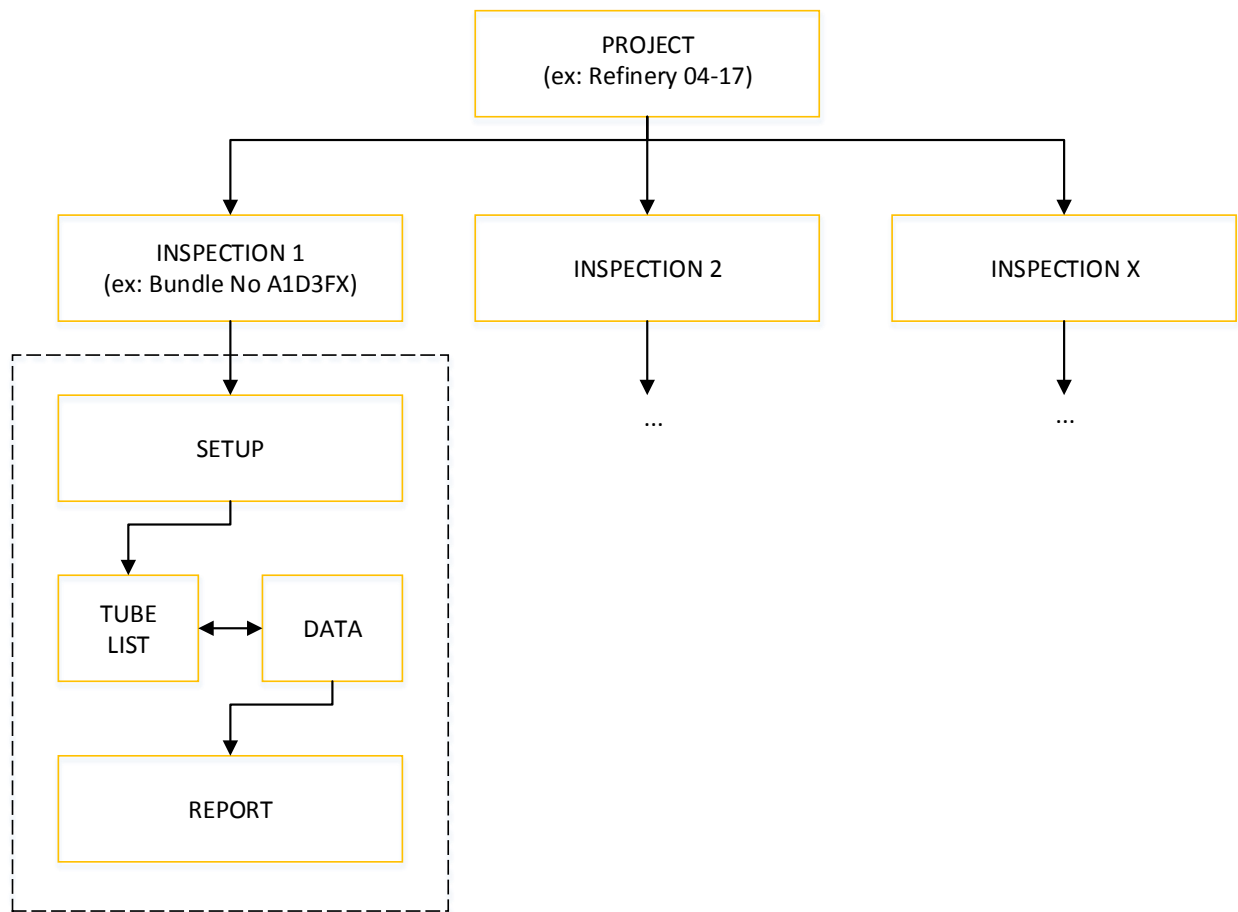 PROJECT
(ex: Refinery 04-17)
INSPECTION 1
(ex: Bundle No A1D3FX)
INSPECTION 2
INSPECTION X
SETUP
...
...
TUBE
LIST
DATA
REPORT